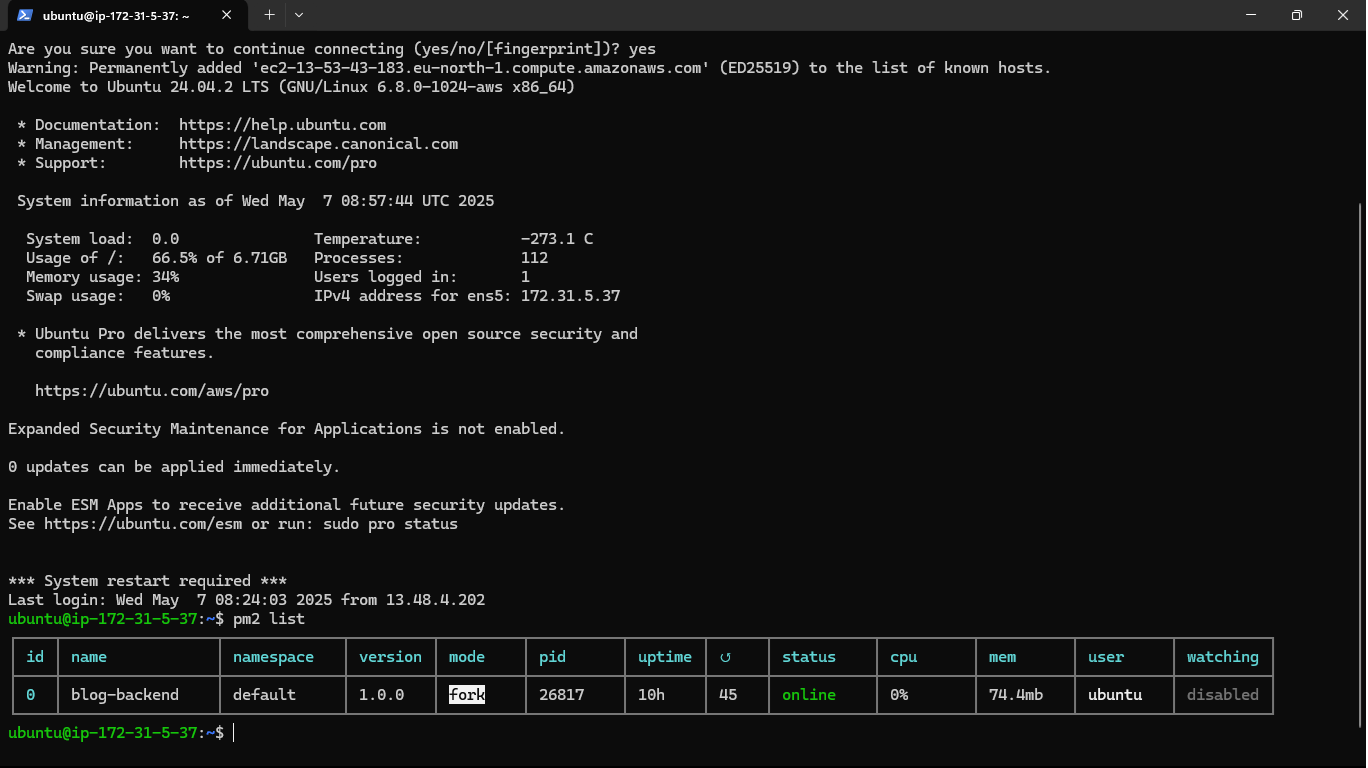 ubuntu@ip-172-31-5-37: ~
Are you sure you want to continue connecting (yes/no/[fingerprint])? yes
Warning: Permanently added 'ec2-13-53-43-183.eu-north-1.compute.amazonaws.com' (ED25519) to the list of known hosts.
Welcome to Ubuntu 24.04.2 LTS (GNU/Linux 6.8.0-1024-aws x86_64)
* Documentation:  https://help.ubuntu.com
* Management:     https://landscape.canonical.com
* Support:        https://ubuntu.com/pro
System information as of Wed May  7 08:57:44 UTC 2025
System load:  0.0               Temperature:           -273.1 C
Usage of /:   66.5% of 6.71GB   Processes:             112
Memory usage: 34%               Users logged in:       1
Swap usage:   0%                IPv4 address for ens5: 172.31.5.37
* Ubuntu Pro delivers the most comprehensive open source security and
compliance features.
https://ubuntu.com/aws/pro
Expanded Security Maintenance for Applications is not enabled.
0 updates can be applied immediately.
Enable ESM Apps to receive additional future security updates.
See https://ubuntu.com/esm or run: sudo pro status
*** System restart required ***
Last login: Wed May  7 08:24:03 2025 from 13.48.4.202
ubuntu@ip-172-31-5-37:~$ pm2 list
id name namespace version mode pid uptime ↺ status cpu mem user watching
0 blog-backend default 1.0.0 fork 26817 10h 45 online 0% 74.4mb ubuntu disabled
ubuntu@ip-172-31-5-37:~$